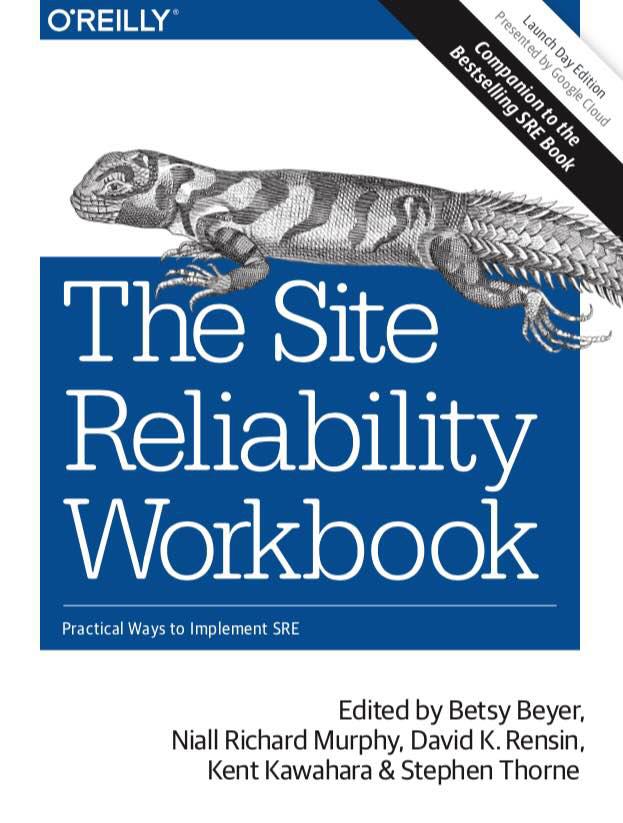 O'REILLY®
Launch Day Edition
Presented by Google Cloud
Companion to the
Bestselling SRE Book
The Site
Reliability
Workbook
Practical Ways to Implement SRE
Edited by Betsy Beyer,
Niall Richard Murphy, David K. Rensin,
Kent Kawahara & Stephen Thorne